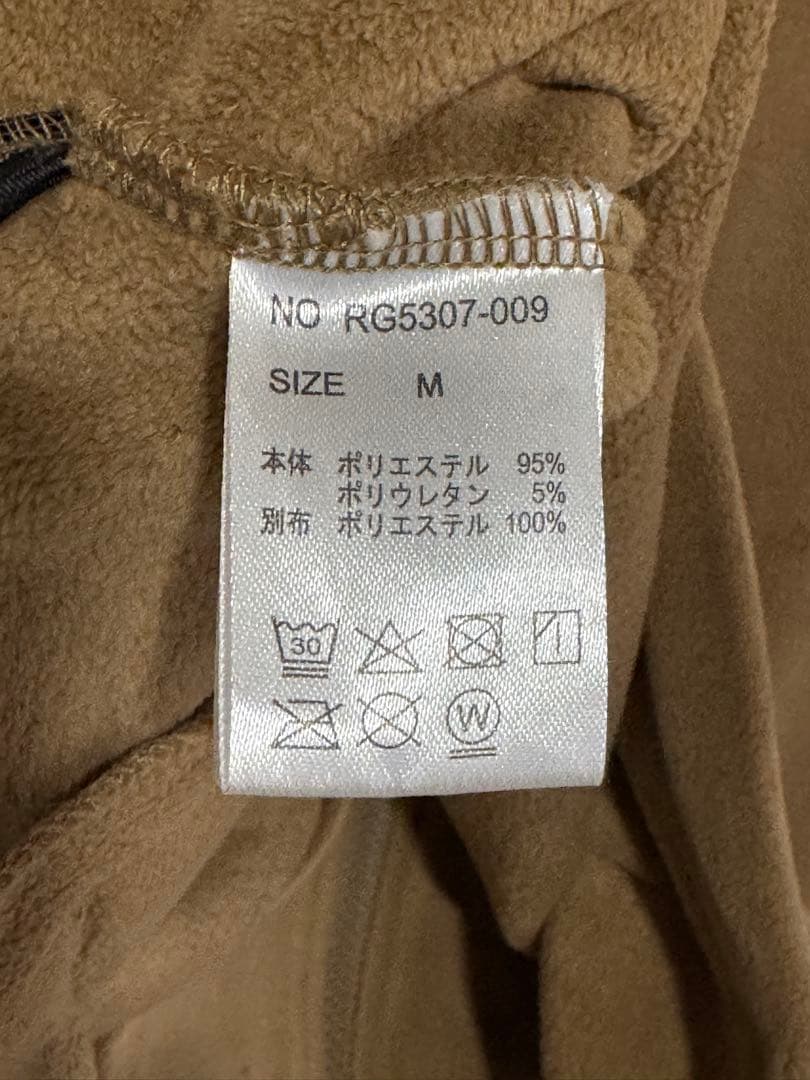 NO RG5307-009
SIZE M
本体 ポリエステル 95%
ポリウレタン 5%
別布 ポリエステル 100%
30
W